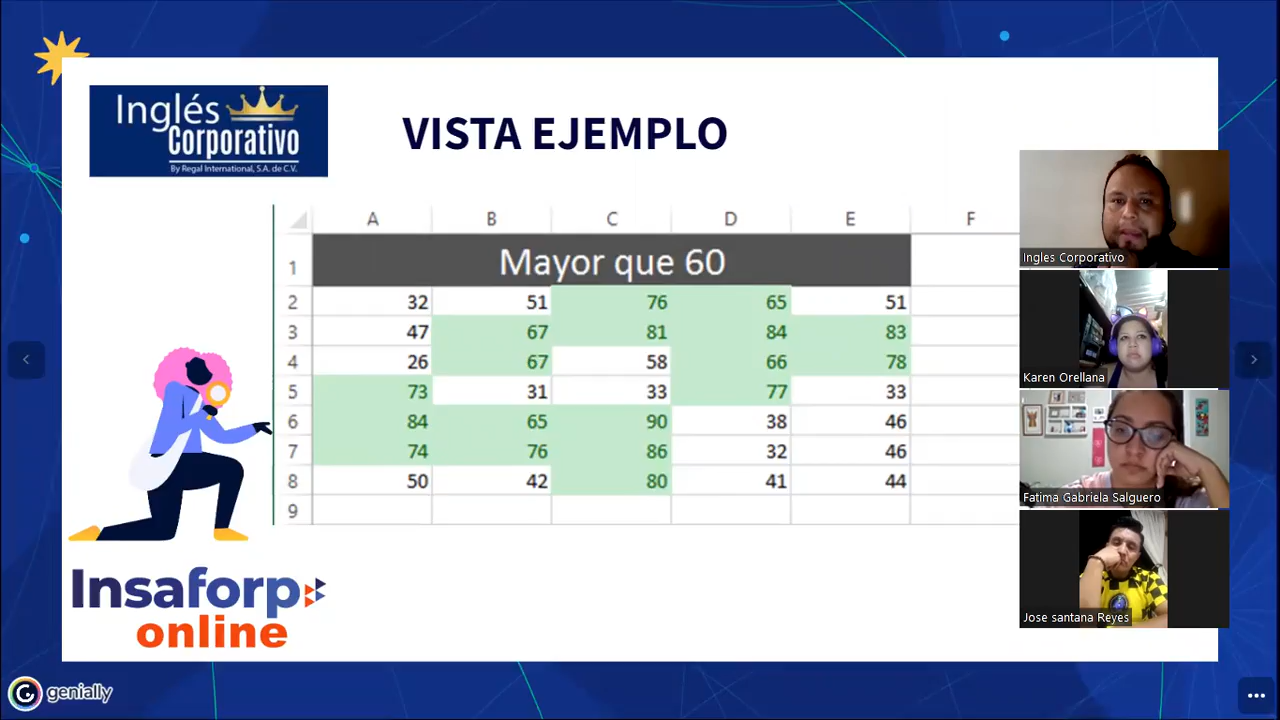 Inglés
Corporativo
By Regal International, S.A. de C.V.
VISTA EJEMPLO
A B C D E F
1 Mayor que 60
2 32 51 76 65 51
3 47 67 81 84 83
4 26 67 58 66 78
5 73 31 33 77 33
6 84 65 90 38 46
7 74 76 86 32 46
8 50 42 80 41 44
9
Ingles Corporativo
Karen Orellana
Fatima Gabriela Salguero
Jose santana Reyes
Insaforp
online
genially